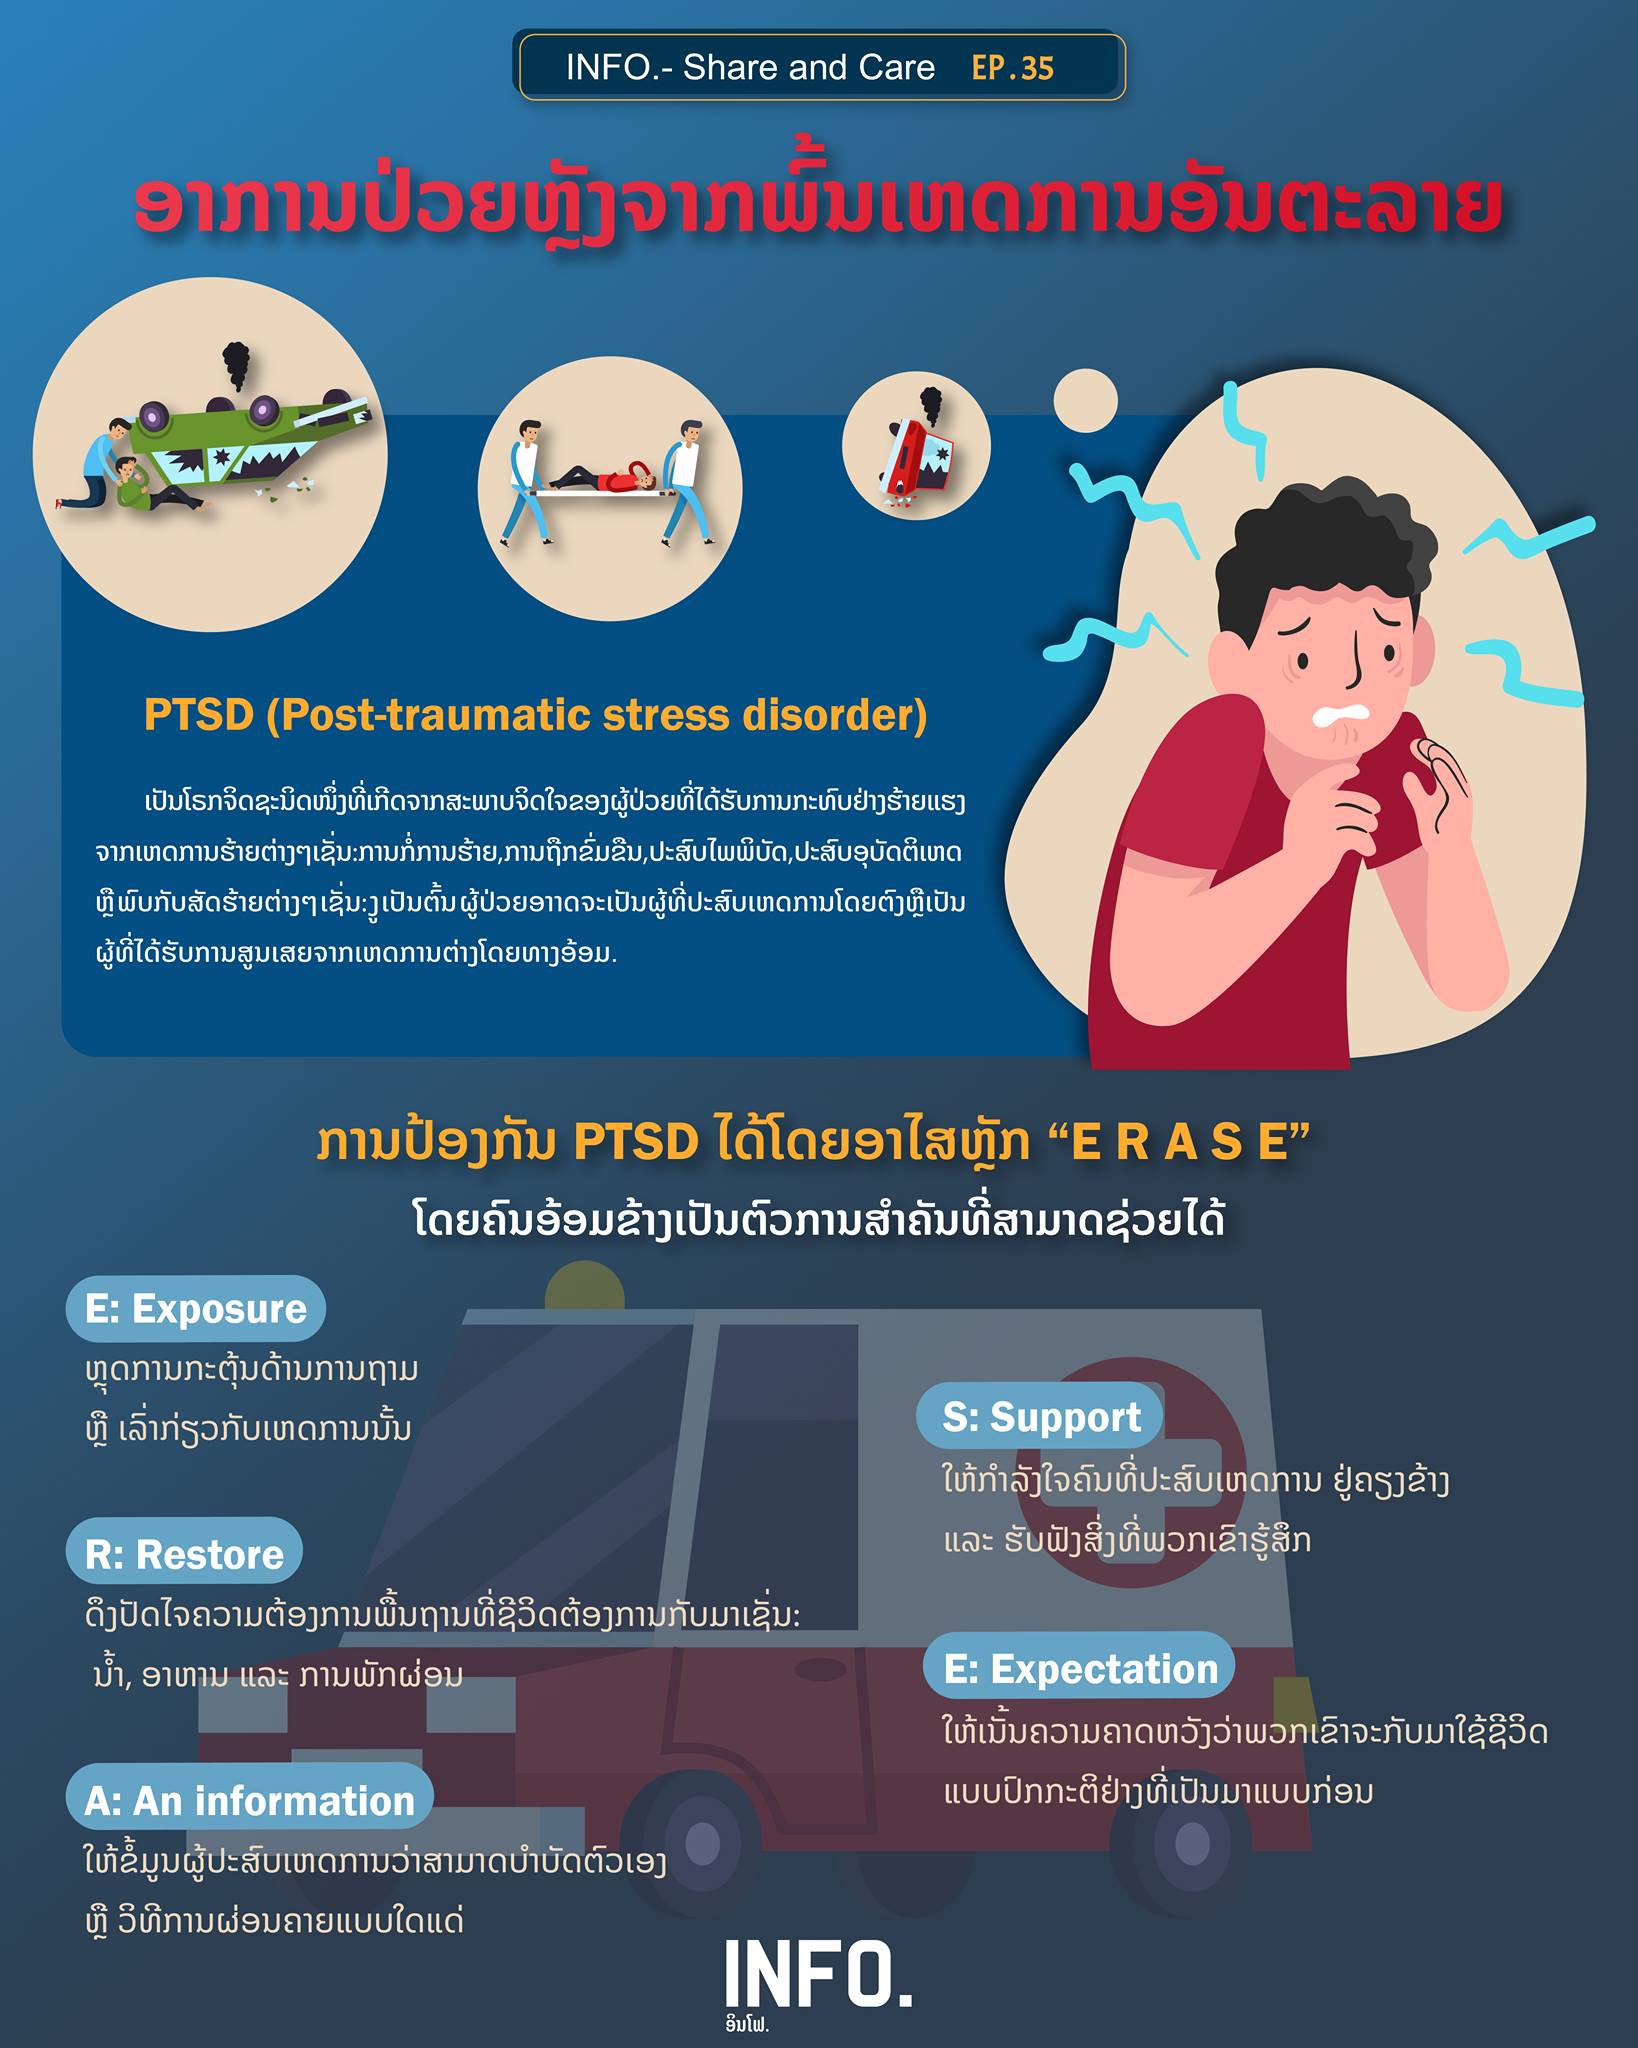 INFO.- Share and Care EP.35
ອາການປ່ວຍຫຼັງຈາກພົ້ນເຫດການອັນຕະລາຍ
PTSD (Post-traumatic stress disorder)
ເປັນໂຣກຈິດຊະນິດໜຶ່ງທີ່ເກີດຈາກສະພາບຈິດໃຈຂອງຜູ້ປ່ວຍທີ່ໄດ້ຮັບການກະທົບຢ່າງຮ້າຍແຮງ
ຈາກເຫດການຮ້າຍຕ່າງໆເຊັ່ນ:ການກໍ່ການຮ້າຍ,ການຖືກຂົ່ມຂືນ,ປະສົບໄພພິບັດ,ປະສົບອຸບັດຕິເຫດ
ຫຼືພົບກັບສັດຮ້າຍຕ່າງໆເຊັ່ນ:ງູເປັນຕົ້ນຜູ້ປ່ວຍອາາດຈະເປັນຜູ້ທີ່ປະສົບເຫດການໂດຍຕົງຫຼືເປັນ
ຜູ້ທີ່ໄດ້ຮັບການສູນເສຍຈາກເຫດການຕ່າງໂດຍທາງອ້ອມ.
ການປ້ອງກັນ PTSD ໄດ້ໂດຍອາໄສຫຼັກ “E R A S E”
ໂດຍຄົນອ້ອມຂ້າງເປັນຕົວການສຳຄັນທີ່ສາມາດຊ່ວຍໄດ້
E: Exposure
ຫຼຸດການກະຕຸ້ນດ້ານການຖາມ
ຫຼື ເລົ່າກ່ຽວກັບເຫດການນັ້ນ
R: Restore
ດຶງປັດໄຈຄວາມຕ້ອງການພື້ນຖານທີ່ຊີວິດຕ້ອງການກັບມາເຊັ່ນ:
ນ້ຳ, ອາຫານ ແລະ ການພັກຜ່ອນ
A: An information
ໃຫ້ຂໍ້ມູນຜູ້ປະສົບເຫດການວ່າສາມາດບຳບັດຕົວເອງ
ຫຼື ວິທີການຜ່ອນຄາຍແບບໃດແດ່
S: Support
ໃຫ້ກຳລັງໃຈຄົນທີ່ປະສົບເຫດການ ຢູ່ຄຽງຂ້າງ
ແລະ ຮັບຟັງສິ່ງທີ່ພວກເຂົາຮູ້ສຶກ
E: Expectation
ໃຫ້ເນັ້ນຄວາມຄາດຫວັງວ່າພວກເຂົາຈະກັບມາໃຊ້ຊີວິດ
ແບບປົກກະຕິຢ່າງທີ່ເປັນມາແບບກ່ອນ
INFO.
ອິນໂຟ.